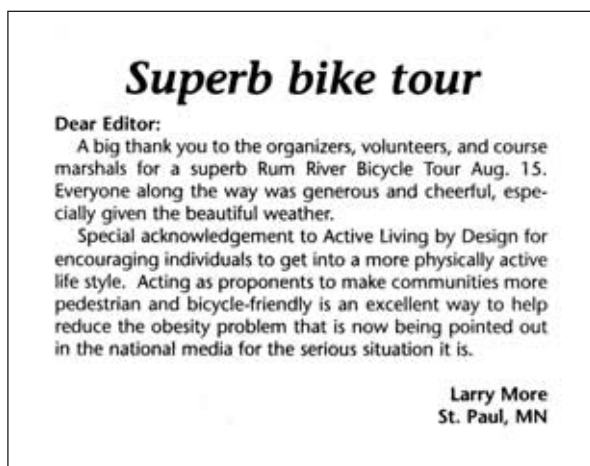 Superb bike tour
Dear Editor:
A big thank you to the organizers, volunteers, and course
marshals for a superb Rum River Bicycle Tour Aug. 15.
Everyone along the way was generous and cheerful, espe-
cially given the beautiful weather.
Special acknowledgement to Active Living by Design for
encouraging individuals to get into a more physically active
life style. Acting as proponents to make communities more
pedestrian and bicycle-friendly is an excellent way to help
reduce the obesity problem that is now being pointed out
in the national media for the serious situation it is.
Larry More
St. Paul, MN